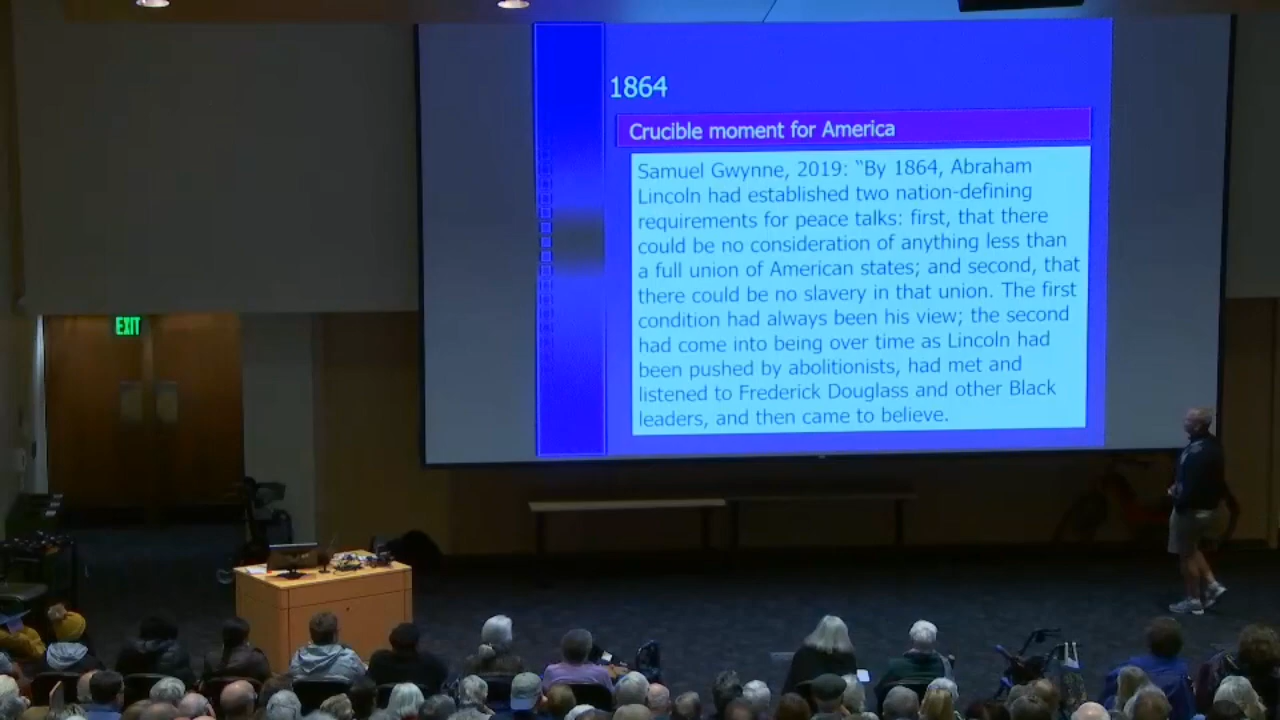 1864
Crucible moment for America
Samuel Gwynne, 2019: “By 1864, Abraham
Lincoln had established two nation-defining
requirements for peace talks: first, that there
could be no consideration of anything less than
a full union of American states; and second, that
there could be no slavery in that union. The first
condition had always been his view; the second
had come into being over time as Lincoln had
been pushed by abolitionists, had met and
listened to Frederick Douglass and other Black
leaders, and then came to believe.
EXIT